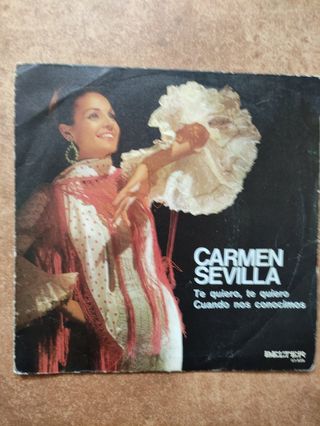 CARMEN
SEVILLA
Te quiero, te quiero
Cuando nos conocimos
BELTER